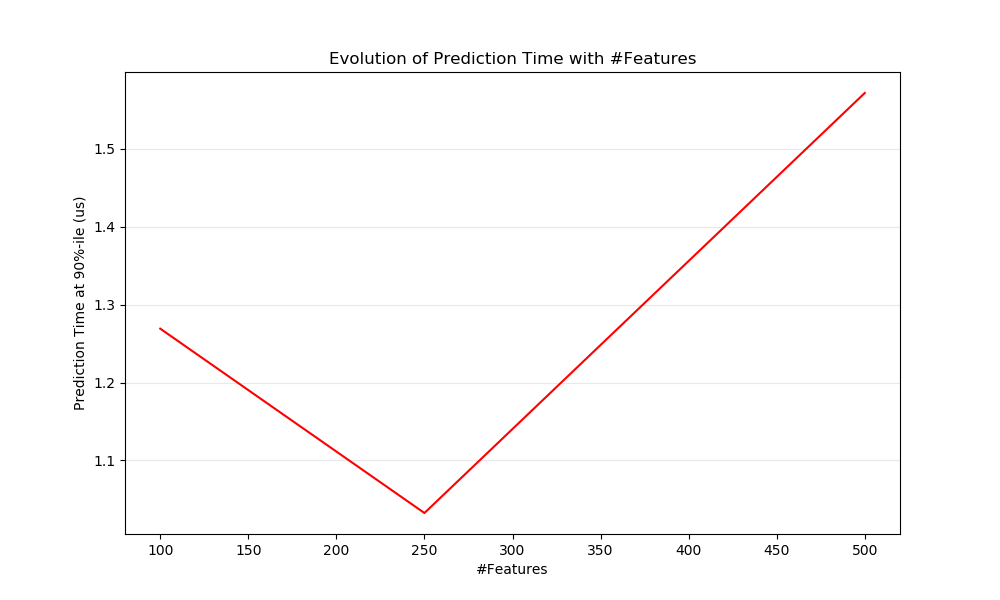 Evolution of Prediction Time with #Features
Prediction Time at 90%-ile (us)
1.5
1.4
1.3
1.2
1.1
100 150 200 250 300 350 400 450 500
#Features